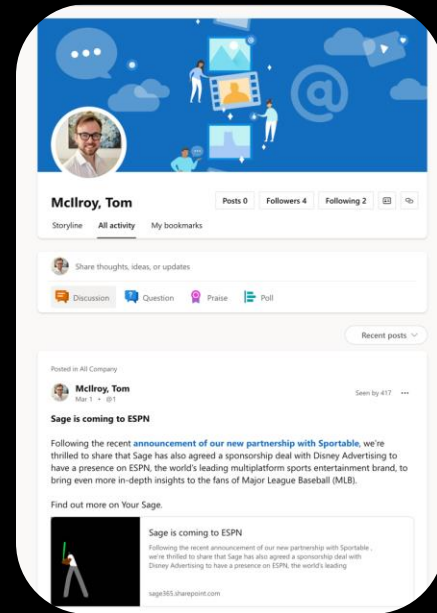 McIlroy, Tom
Posts 0 Followers 4 Following 2
Storyline All activity My bookmarks
Share thoughts, ideas, or updates
Discussion Question Praise Poll
Recent posts
Posted in All Company
McIlroy, Tom
Seen by 417
Mar 1 • @1
Sage is coming to ESPN
Following the recent announcement of our new partnership with Sportable, we're
thrilled to share that Sage has also agreed a sponsorship deal with Disney Advertising to
have a presence on ESPN, the world's leading multiplatform sports entertainment brand, to
bring even more in-depth insights to the fans of Major League Baseball (MLB).
Find out more on Your Sage.
Sage is coming to ESPN
Following the recent announcement of our new partnership with Sportable ,
we're thrilled to share that Sage has also agreed a sponsorship deal with
Disney Advertising to have a presence on ESPN, the world's leading
sage365.sharepoint.com